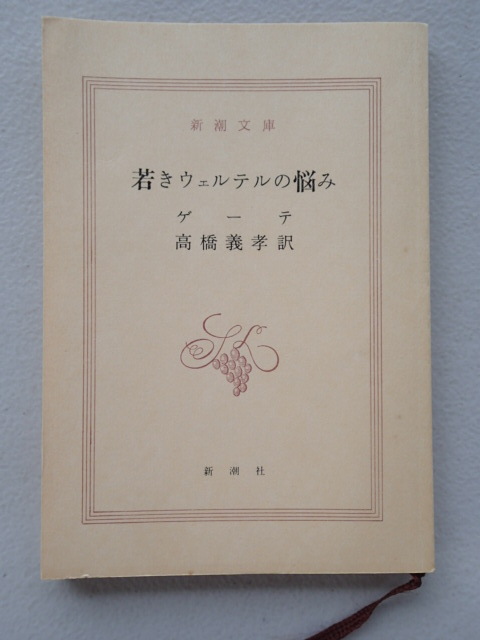 新潮文庫
若きウェルテルの悩み
ゲーテ
高橋義孝訳
新潮社